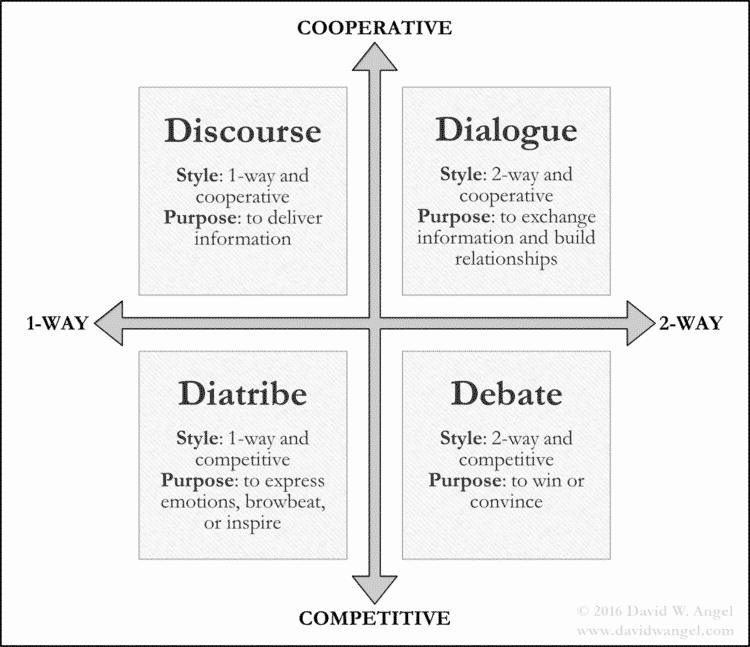 COOPERATIVE
Discourse
Style: 1-way and
cooperative
Purpose: to deliver
information
Dialogue
Style: 2-way and
cooperative
Purpose: to exchange
information and build
relationships
1-WAY
2-WAY
Diatribe
Style: 1-way and
competitive
Purpose: to express
emotions, browbeat,
or inspire
Debate
Style: 2-way and
competitive
Purpose: to win or
convince
COMPETITIVE
© 2016 David W. Angel
www.davidwangel.com